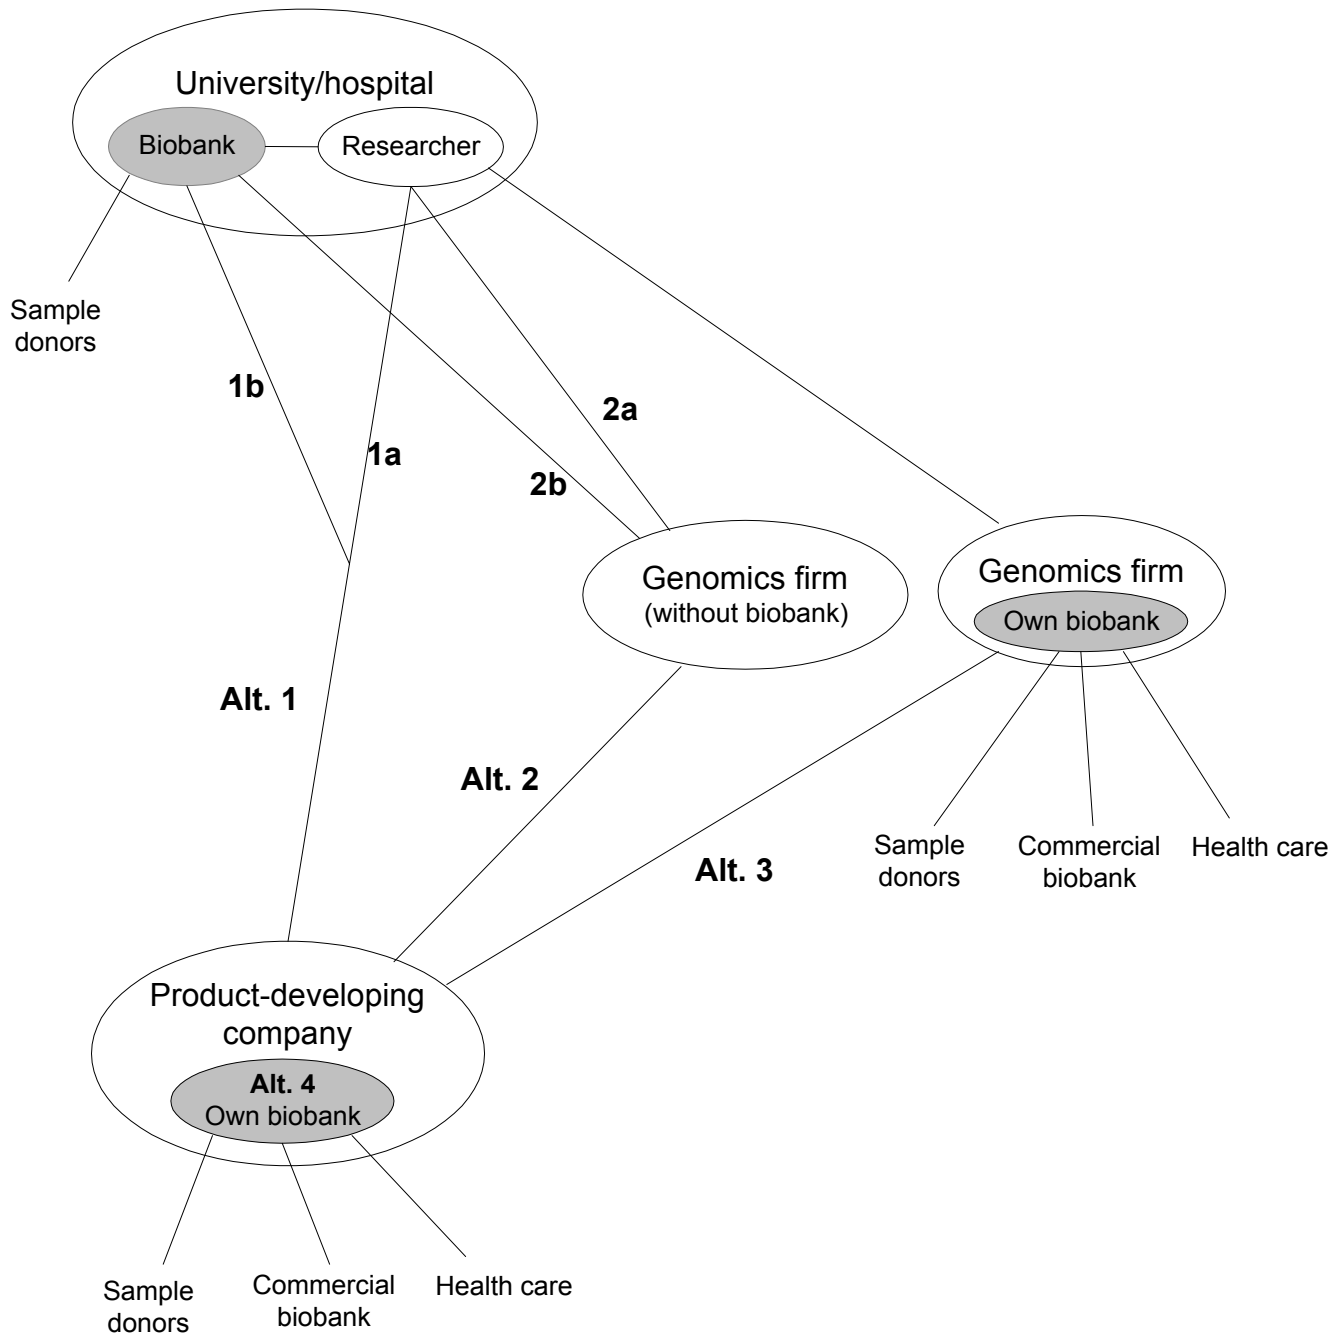 University/hospital
Biobank
Researcher
Sample
donors
1b
2a
1a
2b
Genomics firm
(without biobank)
Genomics firm
Own biobank
Alt. 1
Alt. 2
Alt. 3
Sample
donors
Commercial
biobank
Health care
Product-developing
company
Alt. 4
Own biobank
Sample
donors
Commercial
biobank
Health care